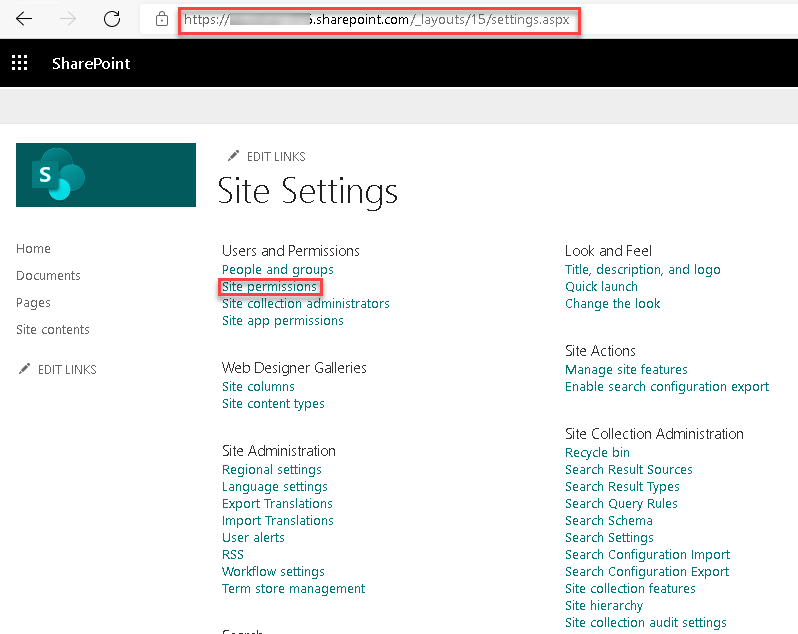 https:// .sharepoint.com/_layouts/15/settings.aspx
SharePoint
S
EDIT LINKS
Site Settings
Home
Documents
Pages
Site contents
EDIT LINKS
Users and Permissions
People and groups
Site permissions
Site collection administrators
Site app permissions
Web Designer Galleries
Site columns
Site content types
Site Administration
Regional settings
Language settings
Export Translations
Import Translations
User alerts
RSS
Workflow settings
Term store management
Look and Feel
Title, description, and logo
Quick launch
Change the look
Site Actions
Manage site features
Enable search configuration export
Site Collection Administration
Recycle bin
Search Result Sources
Search Result Types
Search Query Rules
Search Schema
Search Settings
Search Configuration Import
Search Configuration Export
Site collection features
Site hierarchy
Site collection audit settings